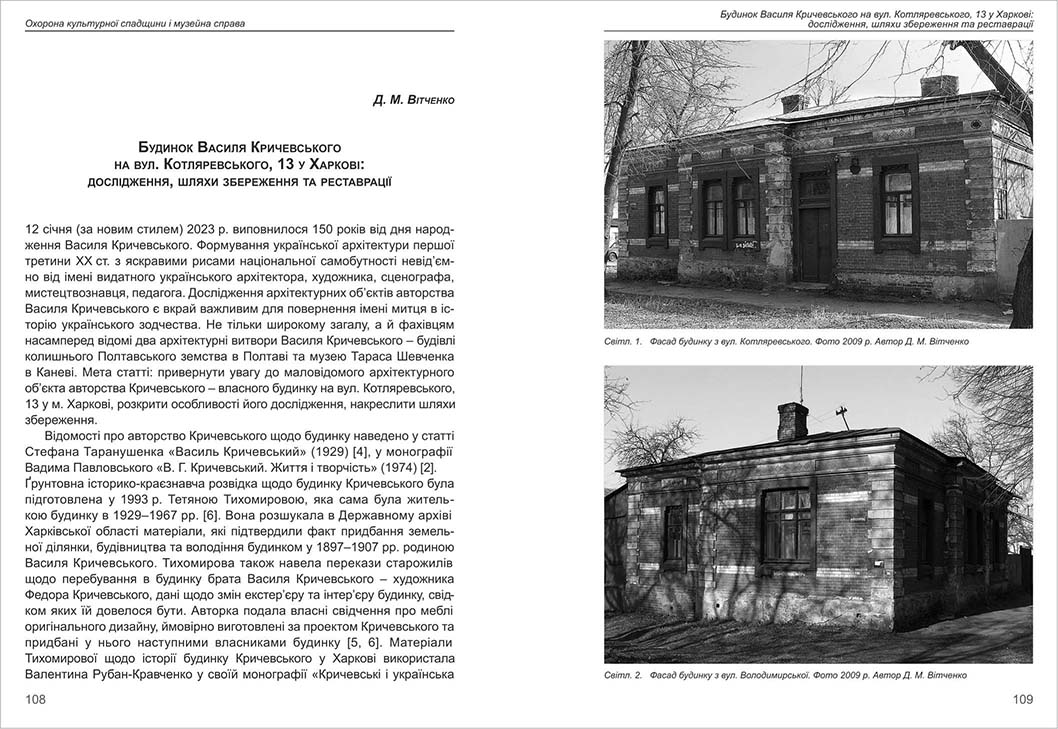 Охорона культурної спадщини і музейна справа
Д. М. Вітченко
Будинок Василя Кричевського
на вул. Котляревського, 13 у Харкові:
дослідження, шляхи збереження та реставрації
12 січня (за новим стилем) 2023 р. виповнилося 150 років від дня народ-
ження Василя Кричевського. Формування української архітектури першої
третини ХХ ст. з яскравими рисами національної самобутності невід’єм-
но від імені видатного українського архітектора, художника, сценографа,
мистецтвознавця, педагога. Дослідження архітектурних об’єктів авторства
Василя Кричевського є вкрай важливим для повернення імені митця в іс-
торію українського зодчества. Не тільки широкому загалу, а й фахівцям
насамперед відомі два архітектурні витвори Василя Кричевського – будівлі
колишнього Полтавського земства в Полтаві та музею Тараса Шевченка
в Каневі. Мета статті: привернути увагу до маловідомого архітектурного
об’єкта авторства Кричевського – власного будинку на вул. Котляревського,
13 у м. Харкові, розкрити особливості його дослідження, накреслити шляхи
збереження.
Відомості про авторство Кричевського щодо будинку наведено у статті
Стефана Таранушенка «Василь Кричевський» (1929) [4], у монографії
Вадима Павловського «В. Г. Кричевський. Життя і творчість» (1974) [2].
Ґрунтовна історико-краєзнавча розвідка щодо будинку Кричевського була
підготовлена у 1993 р. Тетяною Тихомировою, яка сама була житель-
кою будинку в 1929–1967 рр. [6]. Вона розшукала в Державному архіві
Харківської області матеріали, які підтвердили факт придбання земель-
ної ділянки, будівництва та володіння будинком у 1897–1907 рр. родиною
Василя Кричевського. Тихомирова також навела перекази старожилів
щодо перебування в будинку брата Василя Кричевського – художника
Федора Кричевського, дані щодо змін екстер’єру та інтер’єру будинку, свід-
ком яких їй довелося бути. Авторка подала власні свідчення про меблі
оригінального дизайну, ймовірно виготовлені за проектом Кричевського та
придбані у нього наступними власниками будинку [5, 6]. Матеріали
Тихомирової щодо історії будинку Кричевського у Харкові використала
Валентина Рубан-Кравченко у своїй монографії «Кричевські і українська
108
Будинок Василя Кричевського на вул. Котляревського, 13 у Харкові:
дослідження, шляхи збереження та реставрації
Світл. 1. Фасад будинку з вул. Котляревського. Фото 2009 р. Автор Д. М. Вітченко
Світл. 2. Фасад будинку з вул. Володимирської. Фото 2009 р. Автор Д. М. Вітченко
109